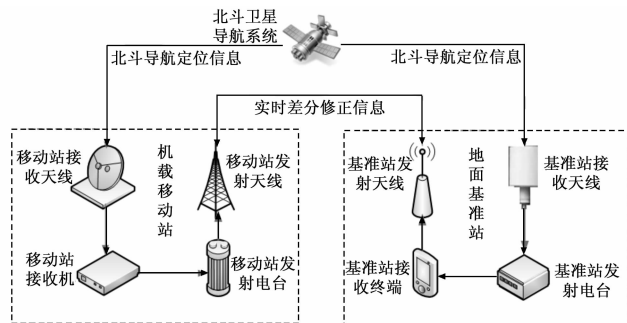 北斗卫星
导航系统
北斗导航定位信息
北斗导航定位信息
实时差分修正信息
移动站接
收天线
机载移动站
移动站发
射天线
移动站
接收机
移动站发
射电台
基准站发
射天线
地面基准站
基准站接
收天线
基准站接
收终端
基准站发
射电台